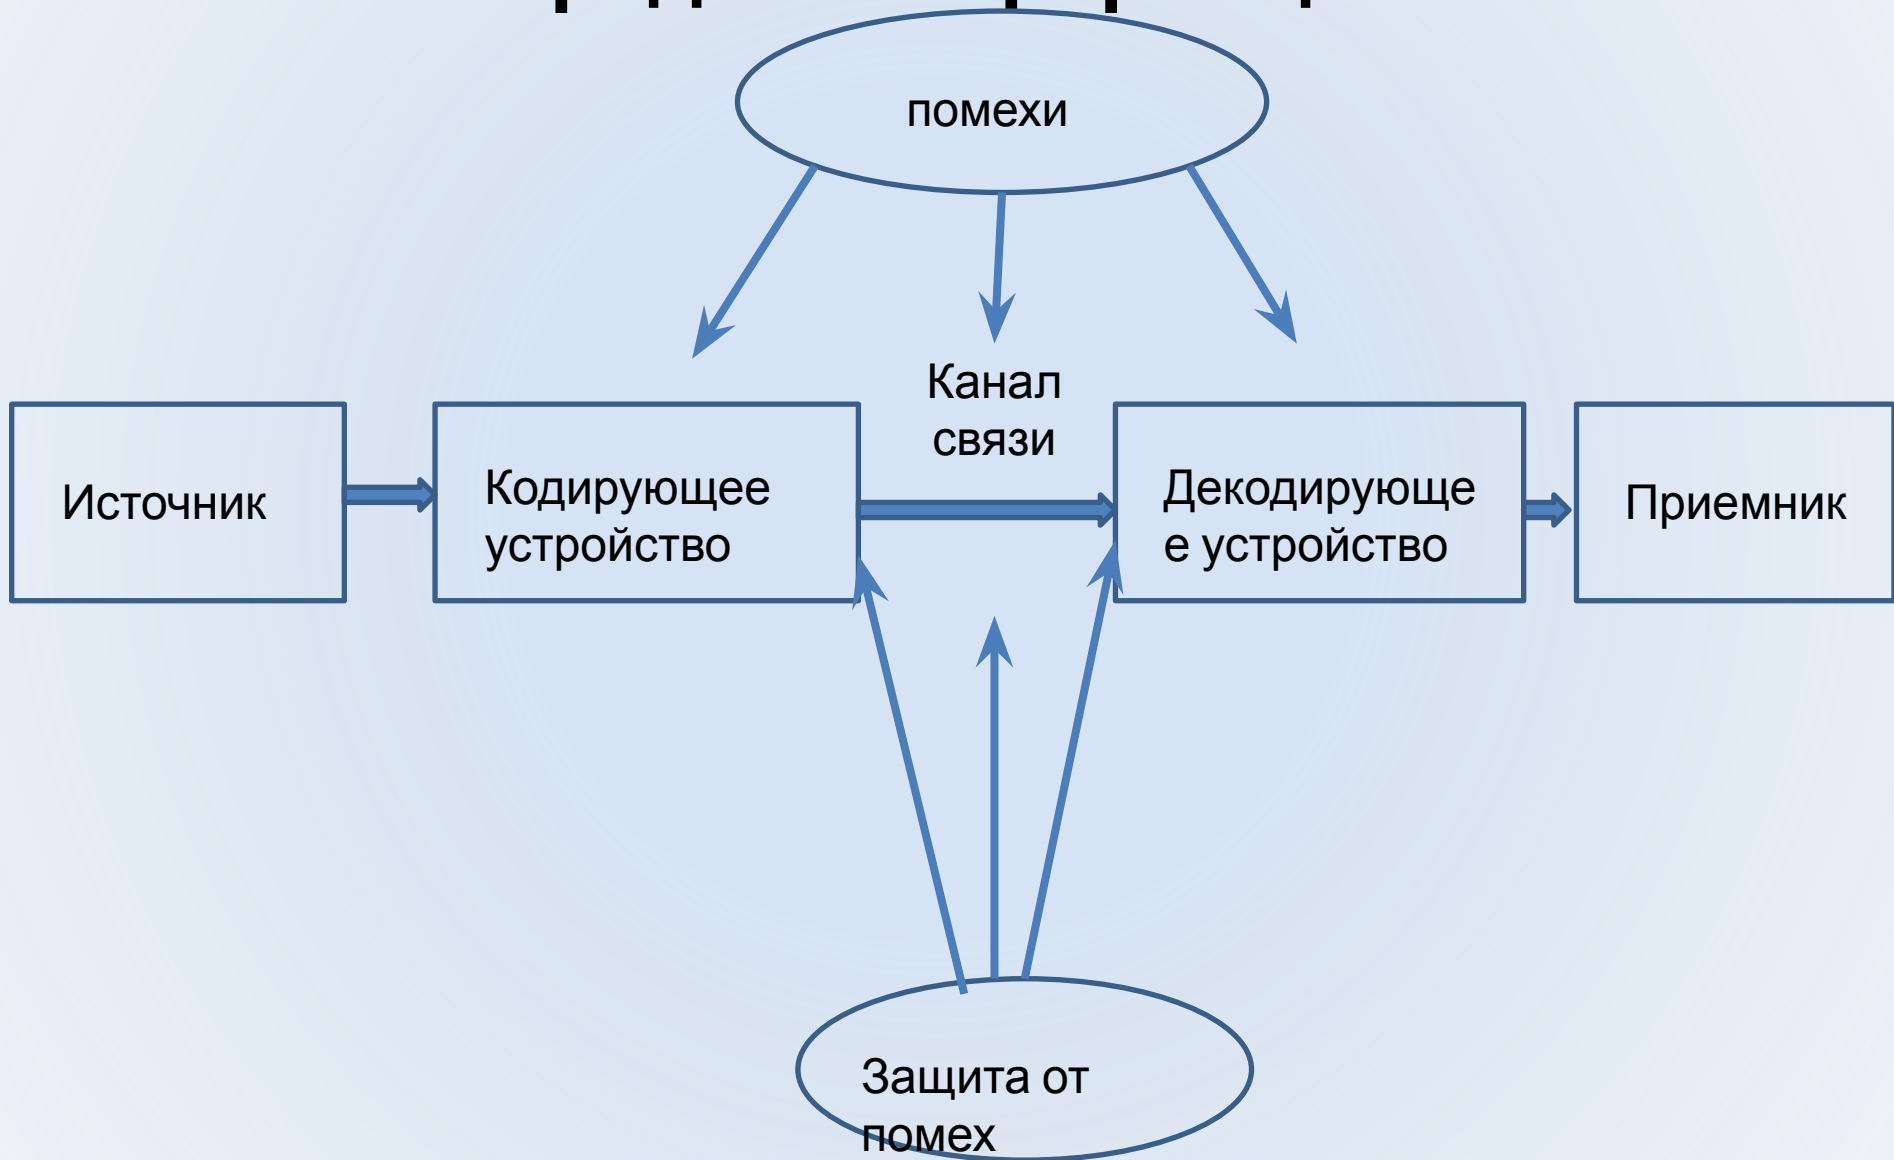 помехи
Канал
связи
Источник
Кодирующее
устройство
Декодирующе
е устройство
Приемник
Защита от
помех